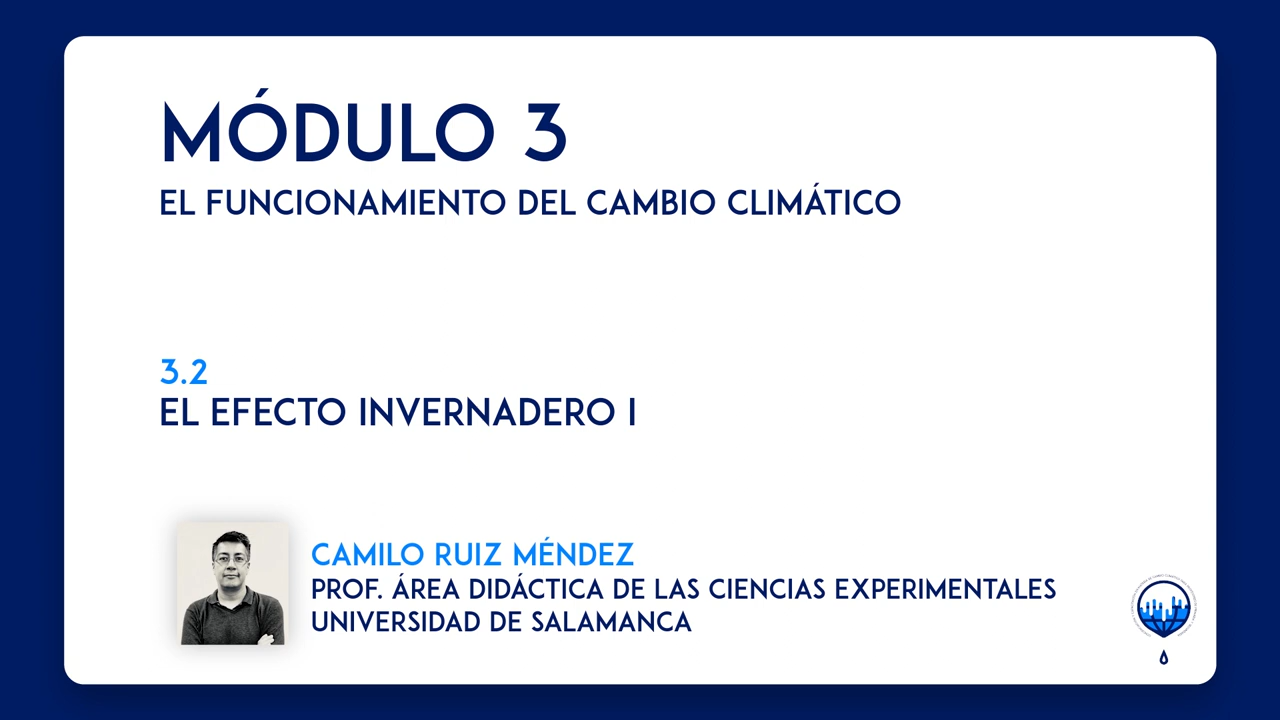 MÓDULO 3
EL FUNCIONAMIENTO DEL CAMBIO CLIMÁTICO
3.2
EL EFECTO INVERNADERO I
CAMILO RUIZ MÉNDEZ
PROF. ÁREA DIDÁCTICA DE LAS CIENCIAS EXPERIMENTALES
UNIVERSIDAD DE SALAMANCA